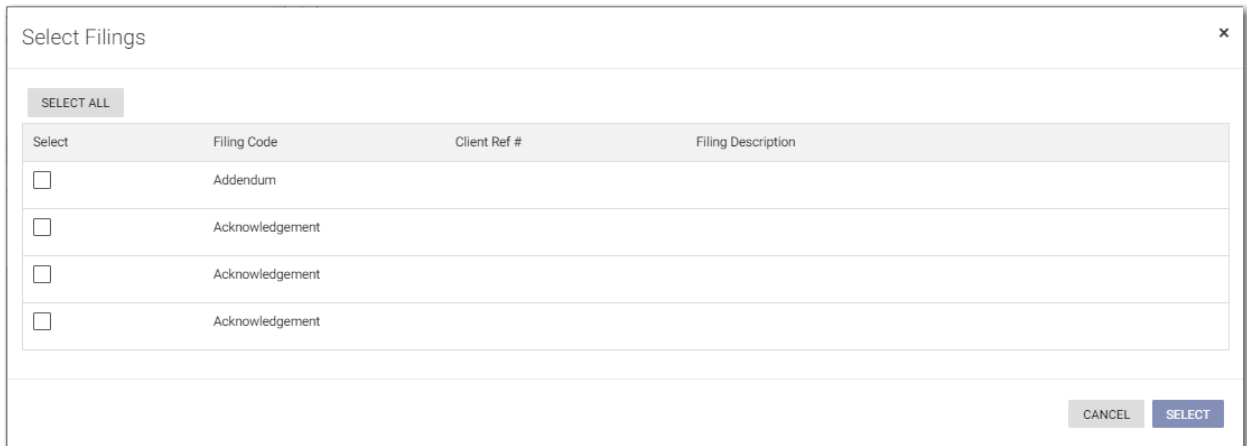 Select Filings
×
SELECT ALL
Select Filing Code Client Ref # Filing Description
Addendum
Acknowledgement
Acknowledgement
Acknowledgement
CANCEL SELECT